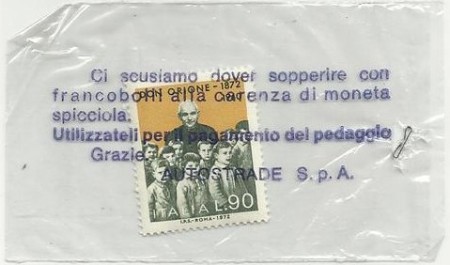 Ci scusiamo dover sopperire con
francobolli alla carenza di moneta
spicciola.
Utilizzateli per il pagamento del pedaggio
Grazie.
AUTOSTRADE S.p.A.
DON ORIONE - 1872
ITALIA L.90
I.P.S.-ROMA-1972